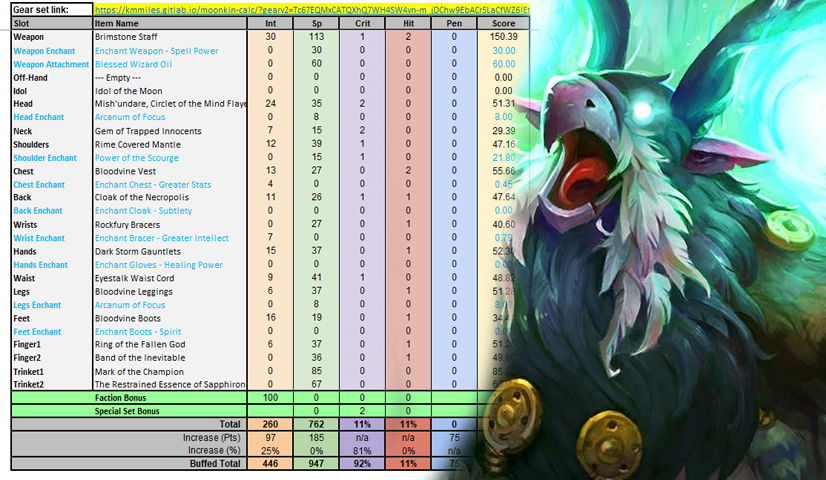 Gear set link: https://kmmiles.gitlab.io/moonkin-calc/?gearv2=
Slot Item Name Int Sp Crit Hit Pen Score
Weapon Brimstone Staff 30 113 1 2 0 150.39
Weapon Enchant Enchant Weapon - Spell Power 0 30 0 0 0 30.00
Weapon Attachment Blessed Wizard Oil 0 60 0 0 0 60.00
Off-Hand --- Empty --- 0 0 0 0 0 0.00
Idol Idol of the Moon 0 0 0 0 0 0.00
Head Mish'undare, Circlet of the Mind Flaye 24 35 2 0 0 51.31
Head Enchant Arcanum of Focus 0 8 0 0 0 8.00
Neck Gem of Trapped Innocents 7 15 2 0 0 29.39
Shoulders Rime Covered Mantle 12 39 1 0 0 47.16
Shoulder Enchant Power of the Scourge 0 15 1 0 0 21.80
Chest Bloodvine Vest 13 27 0 2 0 55.66
Chest Enchant Enchant Chest - Greater Stats 4 0 0 0 0 0.45
Back Cloak of the Necropolis 11 26 1 1 0 47.64
Back Enchant Enchant Cloak - Subtlety 0 0 0 0 0 0.00
Wrists Rockfury Bracers 0 27 0 1 0 40.60
Wrist Enchant Enchant Bracer - Greater Intellect 7 0 0 0 0 0.79
Hands Dark Storm Gauntlets 15 37 0 1 0 52.30
Hands Enchant Enchant Gloves - Healing Power 0 0 0 0 0
Waist Eyestalk Waist Cord 9 41 1 0 0 48.82
Legs Bloodvine Leggings 6 37 0 1 0
Legs Enchant Arcanum of Focus 0 8 0 0 0
Feet Bloodvine Boots 16 19 0 1 0
Feet Enchant Enchant Boots - Spirit 0 0 0 0 0
Finger1 Ring of the Fallen God 6 37 0 1 0
Finger2 Band of the Inevitable 0 36 0 1 0
Trinket1 Mark of the Champion 0 85 0 0 0
Trinket2 The Restrained Essence of Sapphiron 0 67 0 0 0
Faction Bonus 100 0 0 0
Special Set Bonus 0 2 0
Total 260 762 11% 11% 0
Increase (Pts) 97 185 n/a n/a 75
Increase (%) 25% 0% 81% n/a n/a
Buffed Total 446 947 92% 11% 75